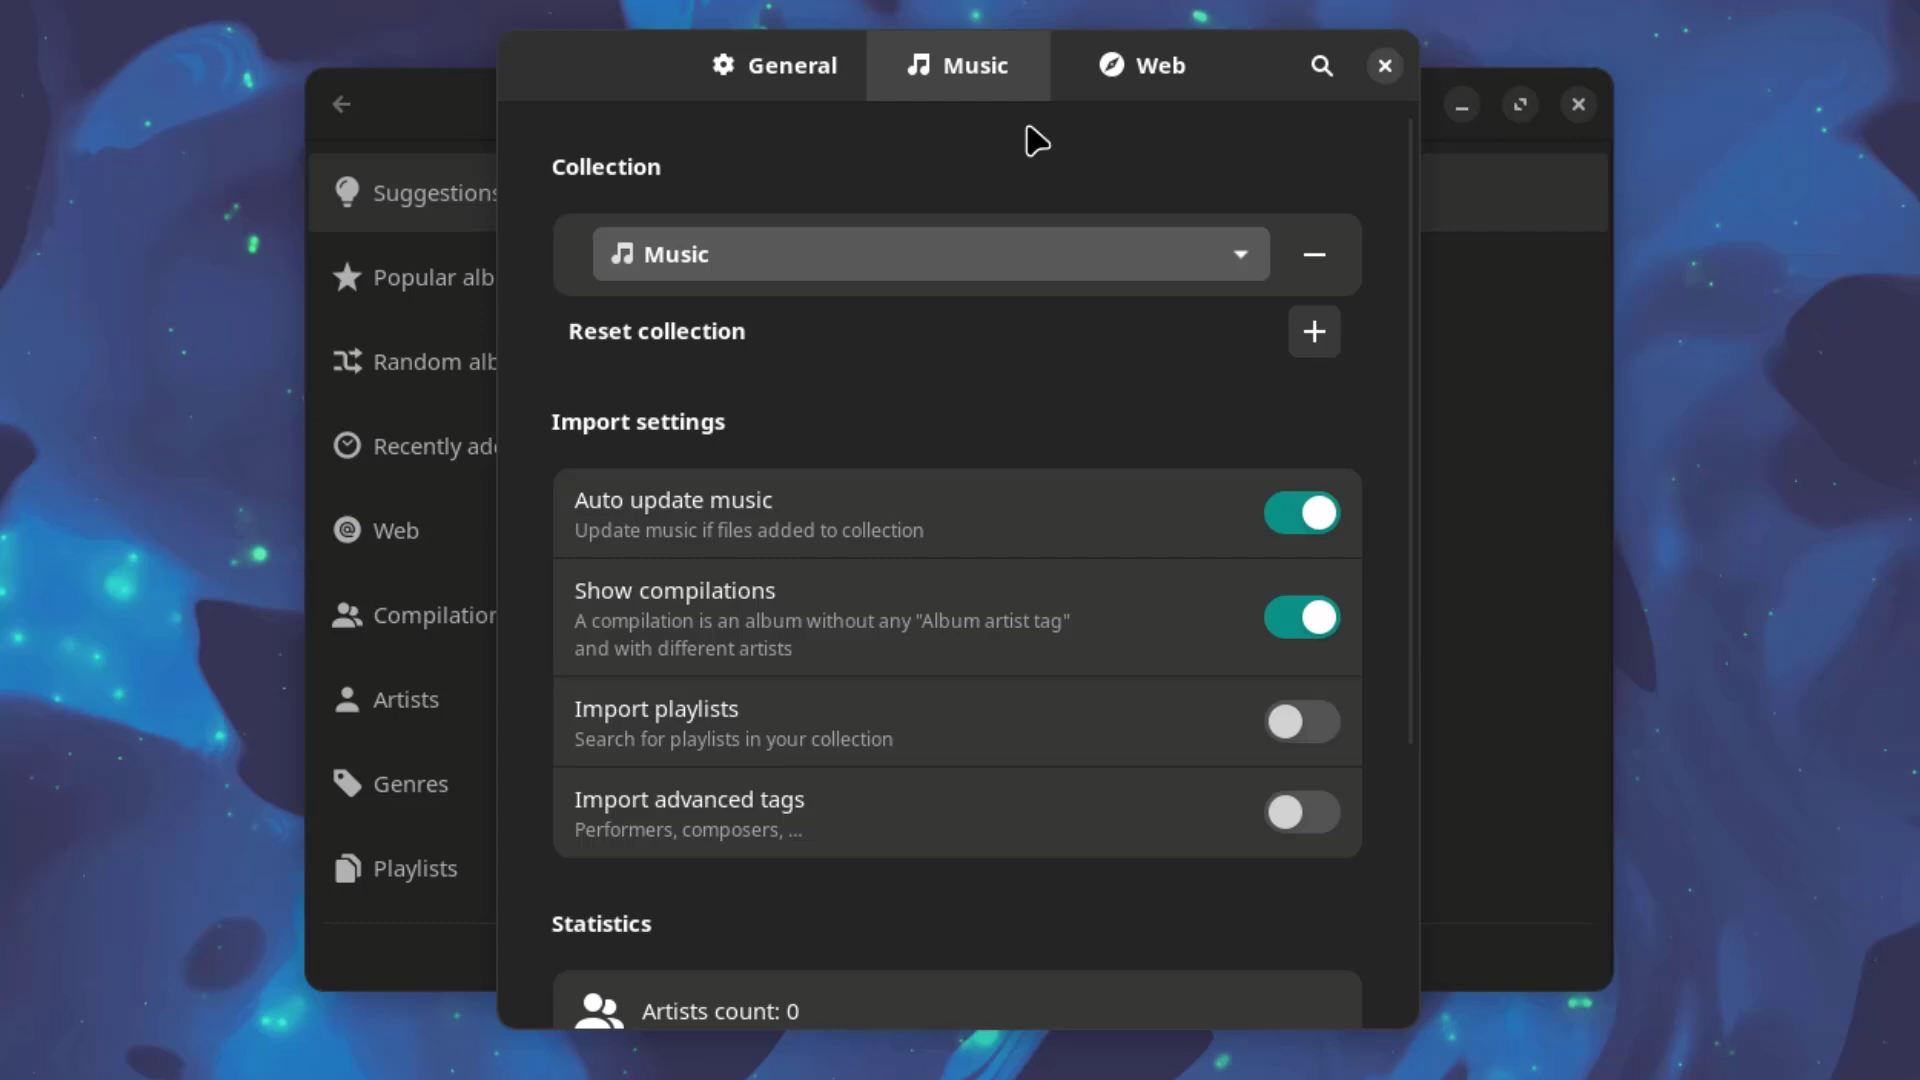 General
Music
Web
Collection
Music
Reset collection
Import settings
Auto update music
Update music if files added to collection
Show compilations
A compilation is an album without any "Album artist tag"
and with different artists
Import playlists
Search for playlists in your collection
Import advanced tags
Performers, composers, ...
Statistics
Artists count: 0
Suggestions
Popular alb
Random alb
Recently ad
Web
Compilation
Artists
Genres
Playlists